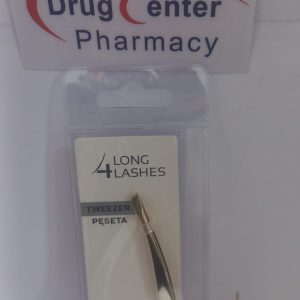 Drug Center
Pharmacy
4 LONG
LASHES
TWEEZER
PĘSETA